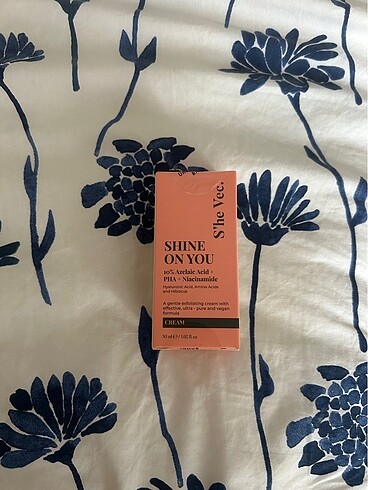 S'he Vec.
SHINE
ON YOU
10% Azelaic Acid +
PHA + Niacinamide
Hyaluronic Acid, Amino Acids
and Hibiscus
A gentle exfoliating cream with
effective, ultra - pure and vegan
formula
CREAM